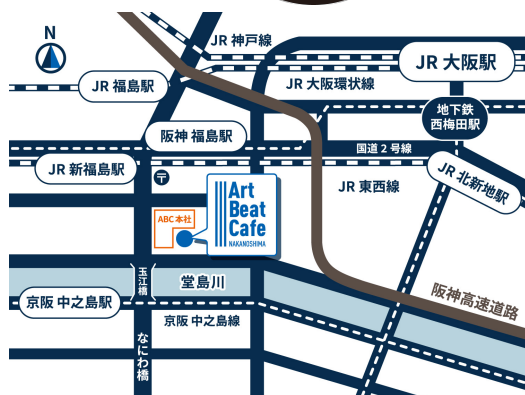 N
JR 神戸線
JR 大阪駅
JR 大阪環状線
JR 福島駅
地下鉄
西梅田駅
阪神 福島駅
国道2号線
JR 新福島駅
〒
JR 東西線
JR 北新地駅
Art
Beat
Cafe
NAKANOSHIMA
ABC 本社
玉江橋
堂島川
京阪 中之島駅
京阪 中之島線
阪神高速道路
なにわ橋